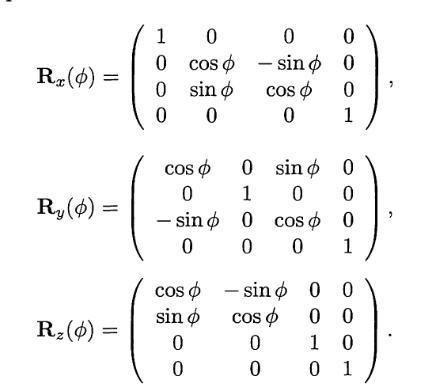 R_x(ϕ) = ( 1 0 0 0
0 cos ϕ − sin ϕ 0
0 sin ϕ cos ϕ 0
0 0 0 1 ) ,
R_y(ϕ) = ( cos ϕ 0 sin ϕ 0
0 1 0 0
− sin ϕ 0 cos ϕ 0
0 0 0 1 ) ,
R_z(ϕ) = ( cos ϕ − sin ϕ 0 0
sin ϕ cos ϕ 0 0
0 0 1 0
0 0 0 1 ) .